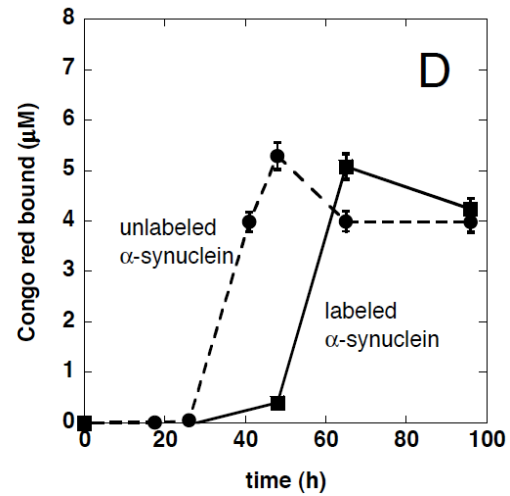 D
Congo red bound (μM)
8
7
6
5
4
3
2
1
0
unlabeled
α-synuclein
labeled
α-synuclein
0 20 40 60 80 100
time (h)